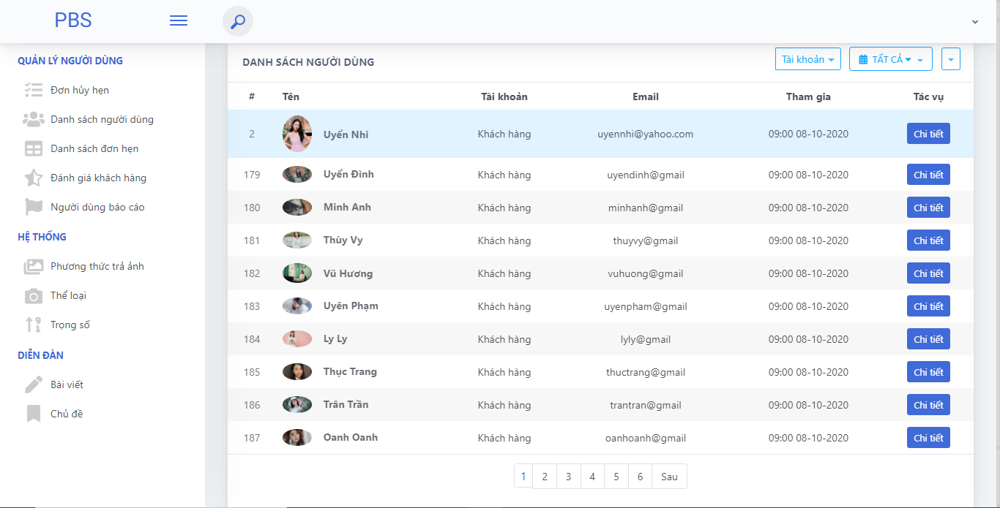 PBS
QUẢN LÝ NGƯỜI DÙNG
Đơn hủy hẹn
Danh sách người dùng
Danh sách đơn hẹn
Đánh giá khách hàng
Người dùng báo cáo
HỆ THỐNG
Phương thức trả ảnh
Thể loại
Trọng số
DIỄN ĐÀN
Bài viết
Chủ đề
DANH SÁCH NGƯỜI DÙNG
Tài khoản
TẤT CẢ
# Tên Tài khoản Email Tham gia Tác vụ
2 Uyển Nhi Khách hàng uyennhi@yahoo.com 09:00 08-10-2020 Chi tiết
179 Uyển Đình Khách hàng uyendinh@gmail 09:00 08-10-2020 Chi tiết
180 Minh Anh Khách hàng minhanh@gmail 09:00 08-10-2020 Chi tiết
181 Thùy Vy Khách hàng thuyvy@gmail 09:00 08-10-2020 Chi tiết
182 Vũ Hương Khách hàng vuhuong@gmail 09:00 08-10-2020 Chi tiết
183 Uyên Phạm Khách hàng uyenpham@gmail 09:00 08-10-2020 Chi tiết
184 Ly Ly Khách hàng lyly@gmail 09:00 08-10-2020 Chi tiết
185 Thục Trang Khách hàng thuctrang@gmail 09:00 08-10-2020 Chi tiết
186 Trân Trần Khách hàng trantran@gmail 09:00 08-10-2020 Chi tiết
187 Oanh Oanh Khách hàng oanhoanh@gmail 09:00 08-10-2020 Chi tiết
1 2 3 4 5 6 Sau